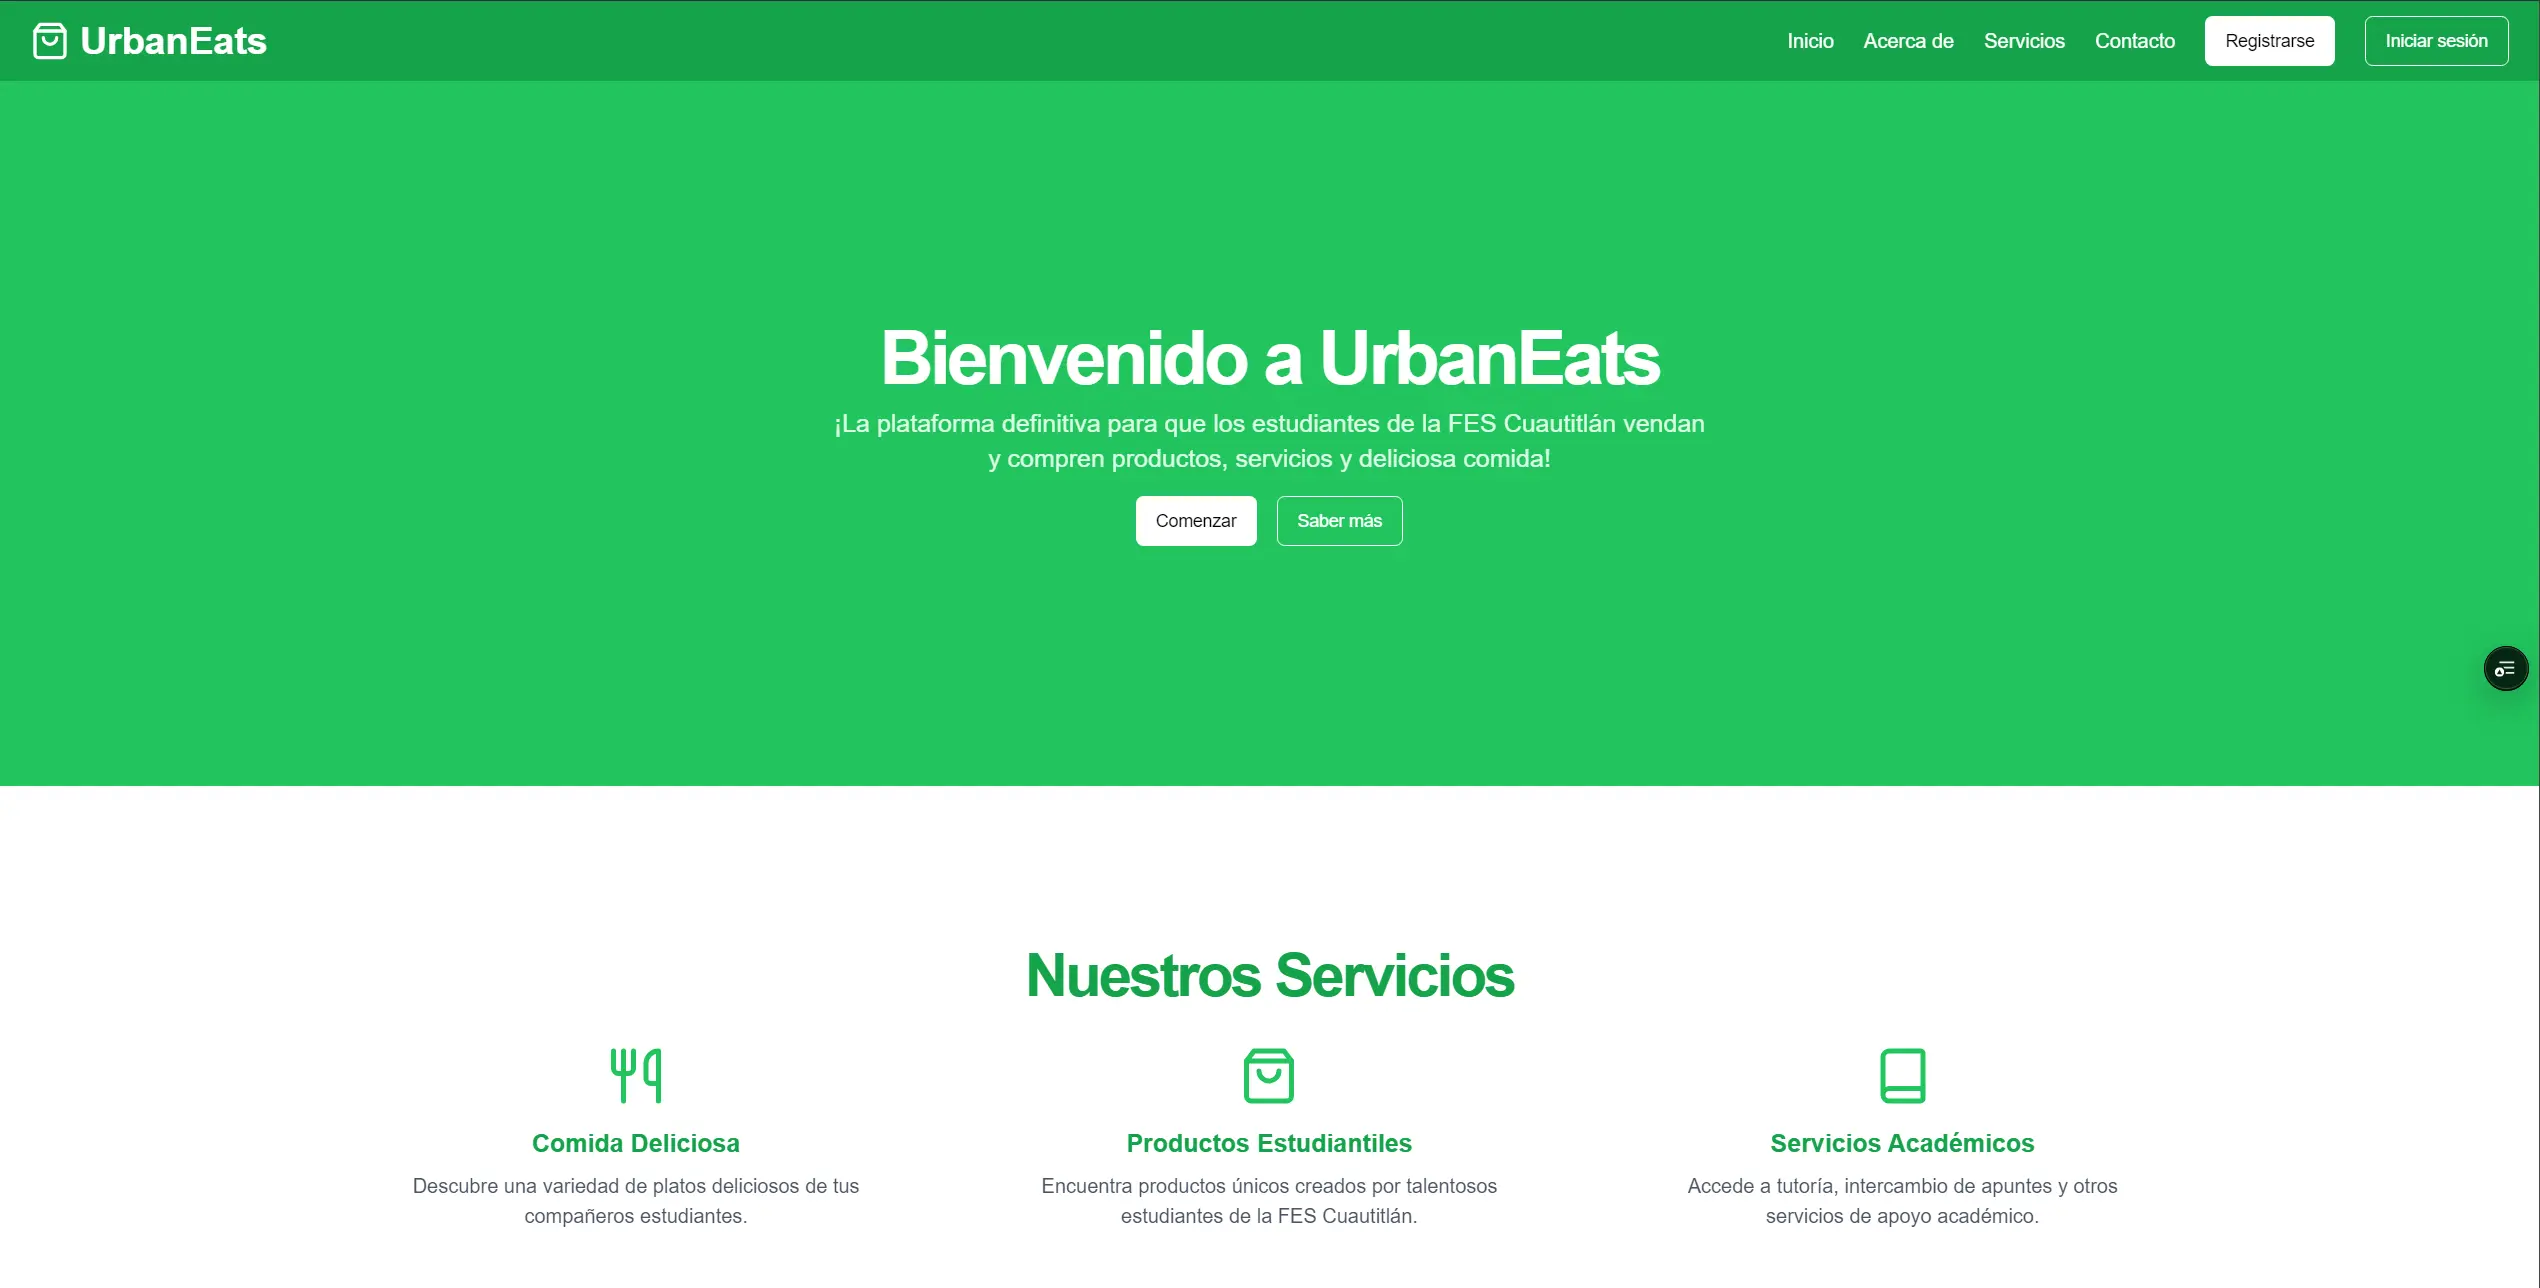 UrbanEats
Inicio
Acerca de
Servicios
Contacto
Registrarse
Iniciar sesión
Bienvenido a UrbanEats
¡La plataforma definitiva para que los estudiantes de la FES Cuautitlán vendan
y compren productos, servicios y deliciosa comida!
Comenzar
Saber más
Nuestros Servicios
Comida Deliciosa
Descubre una variedad de platos deliciosos de tus
compañeros estudiantes.
Productos Estudiantiles
Encuentra productos únicos creados por talentosos
estudiantes de la FES Cuautitlán.
Servicios Académicos
Accede a tutoría, intercambio de apuntes y otros
servicios de apoyo académico.